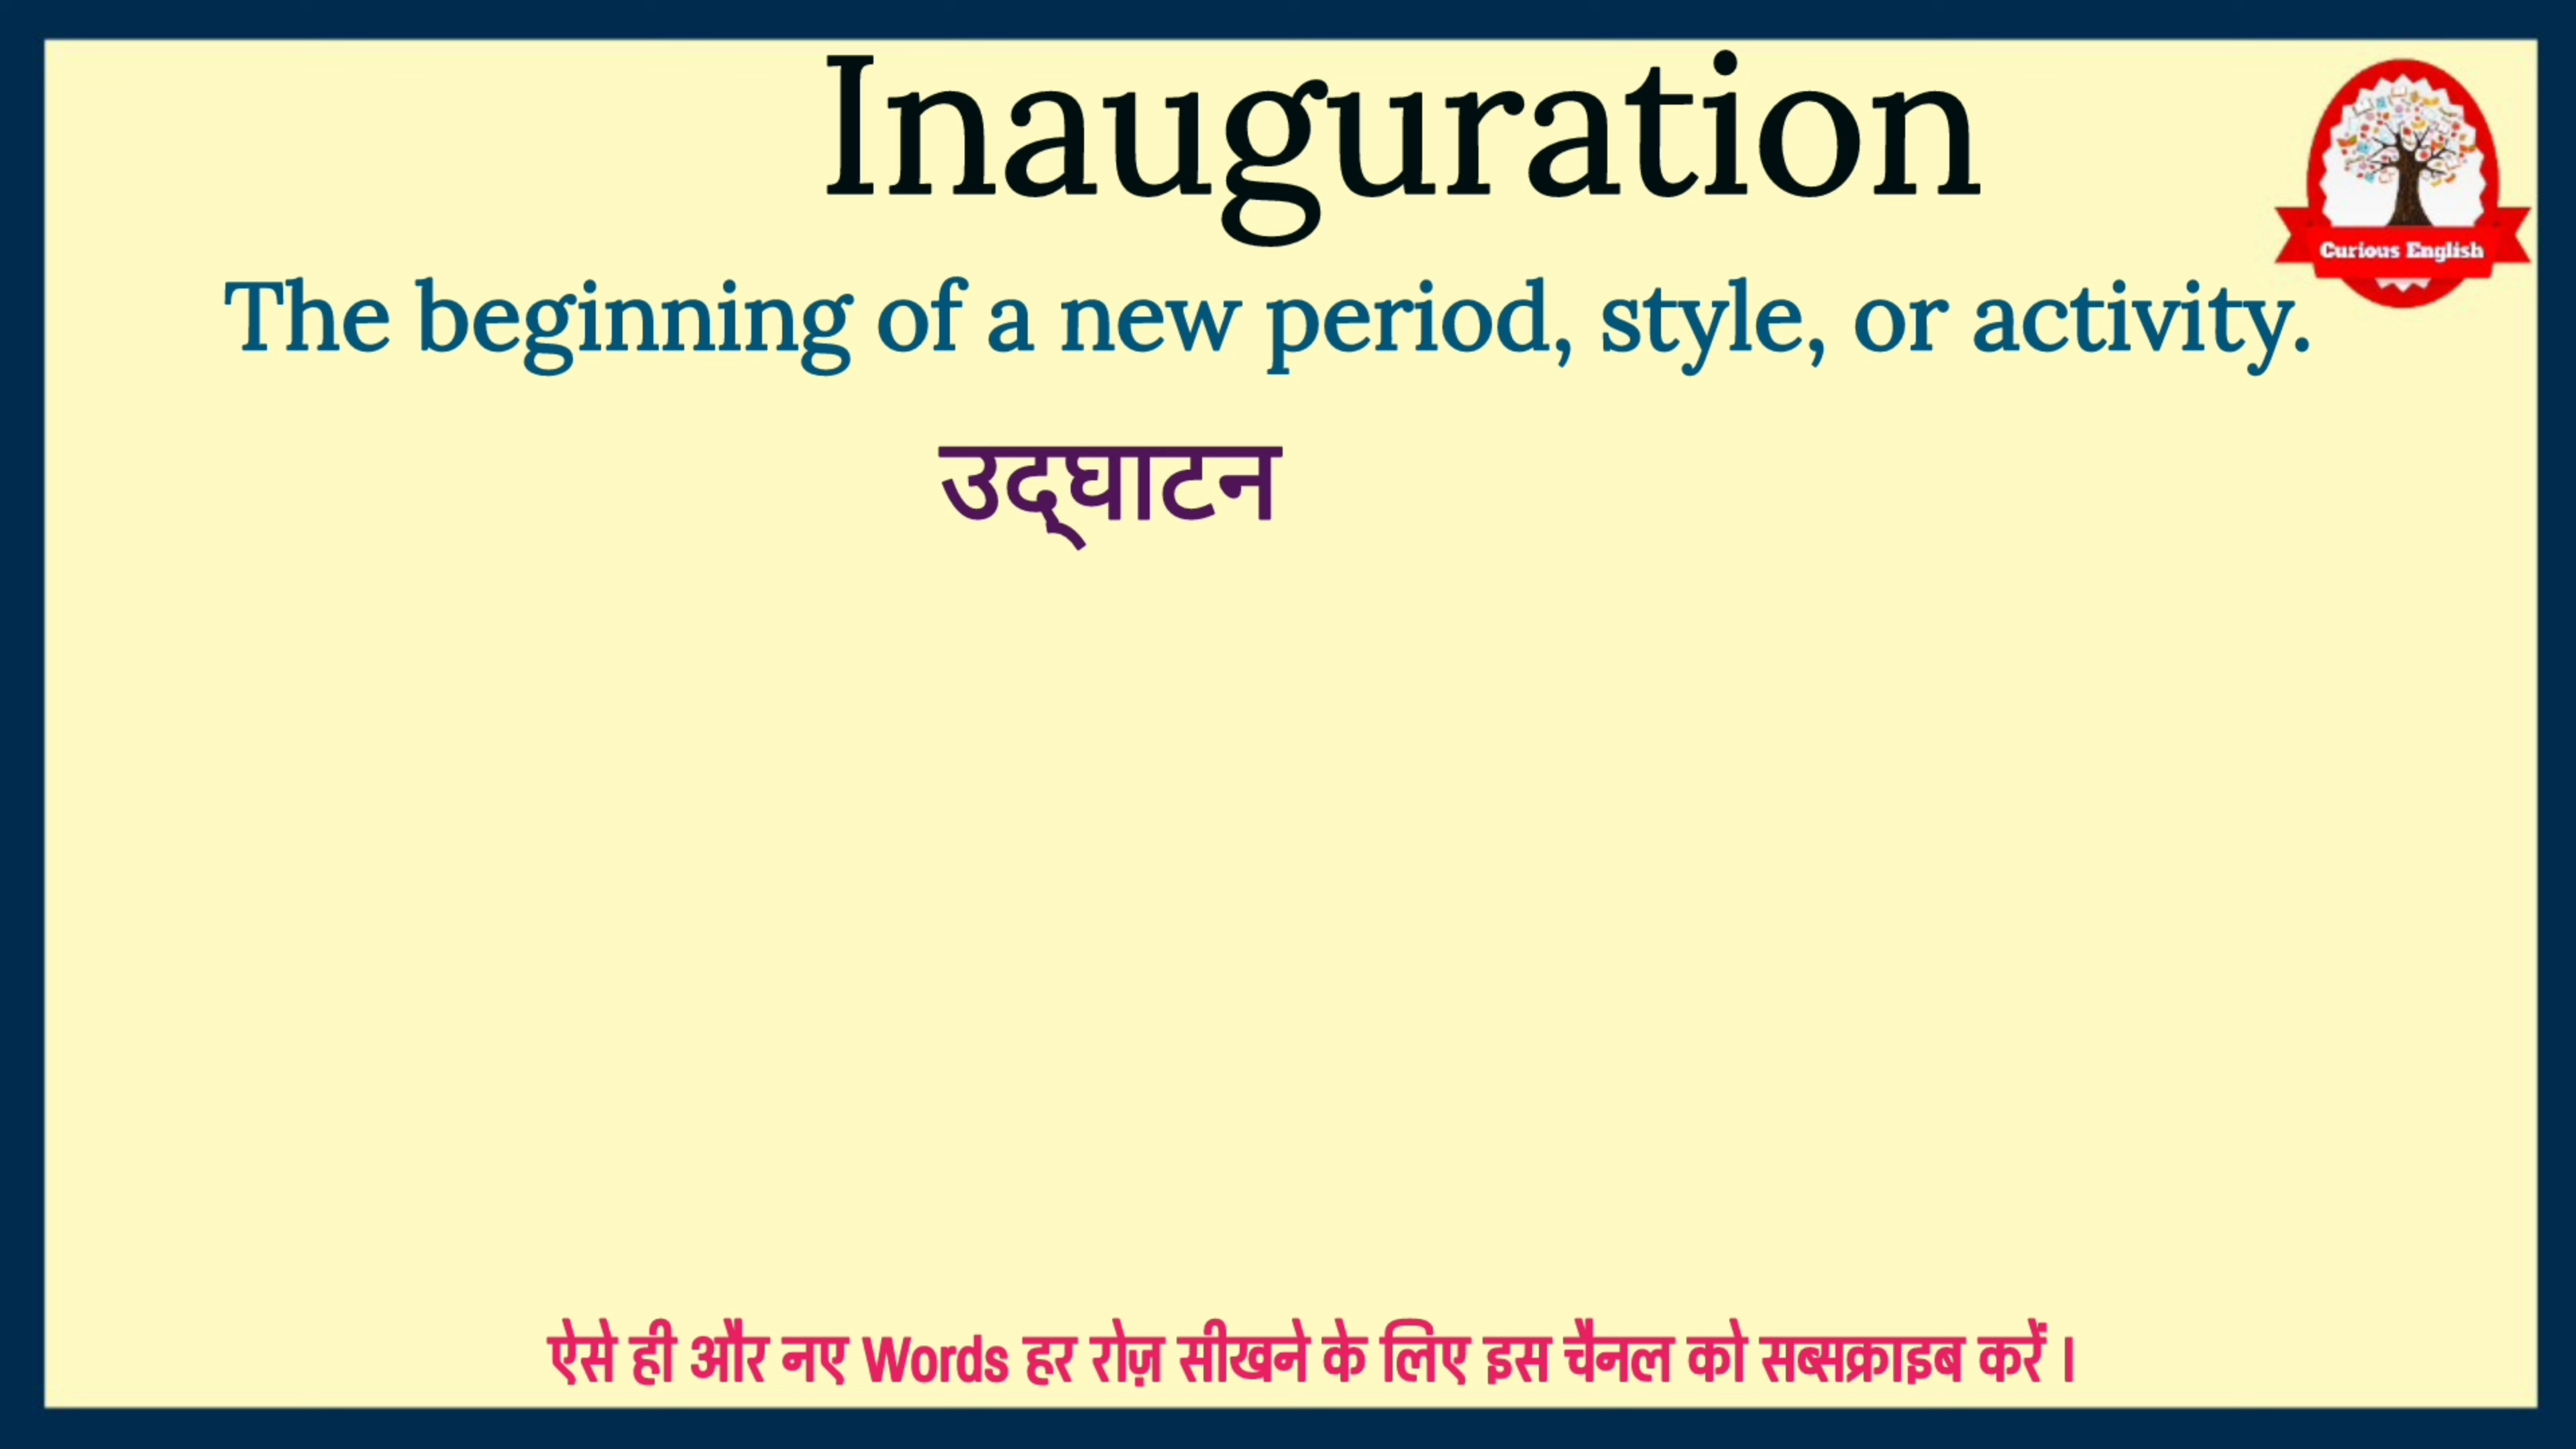 Inauguration
Curious English
The beginning of a new period, style, or activity.
उद्‌घाटन
ऐसे ही और नए Words हर रोज़ सीखने के लिए इस चैनल को सब्सक्राइब करें ।